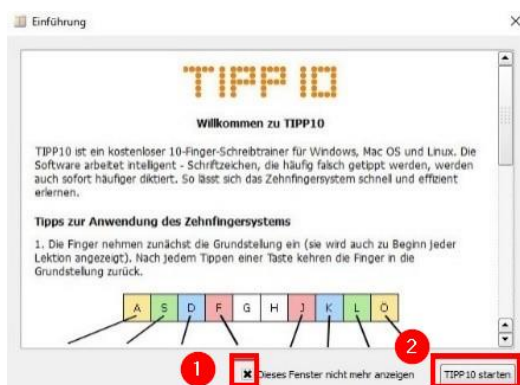 Einführung
TIPP10
Willkommen zu TIPP10
TIPP10 ist ein kostenloser 10-Finger-Schreibtrainer für Windows, Mac OS und Linux. Die
Software arbeitet intelligent - Schriftzeichen, die häufig falsch getippt werden, werden
auch sofort häufiger diktiert. So lässt sich das Zehnfingersystem schnell und effizient
erlernen.
Tipps zur Anwendung des Zehnfingersystems
1. Die Finger nehmen zunächst die Grundstellung ein (sie wird auch zu Beginn jeder
Lektion angezeigt). Nach jedem Tippen einer Taste kehren die Finger in die
Grundstellung zurück.
A S D F G H J K L Ö
1 2
Dieses Fenster nicht mehr anzeigen TIPP10 starten